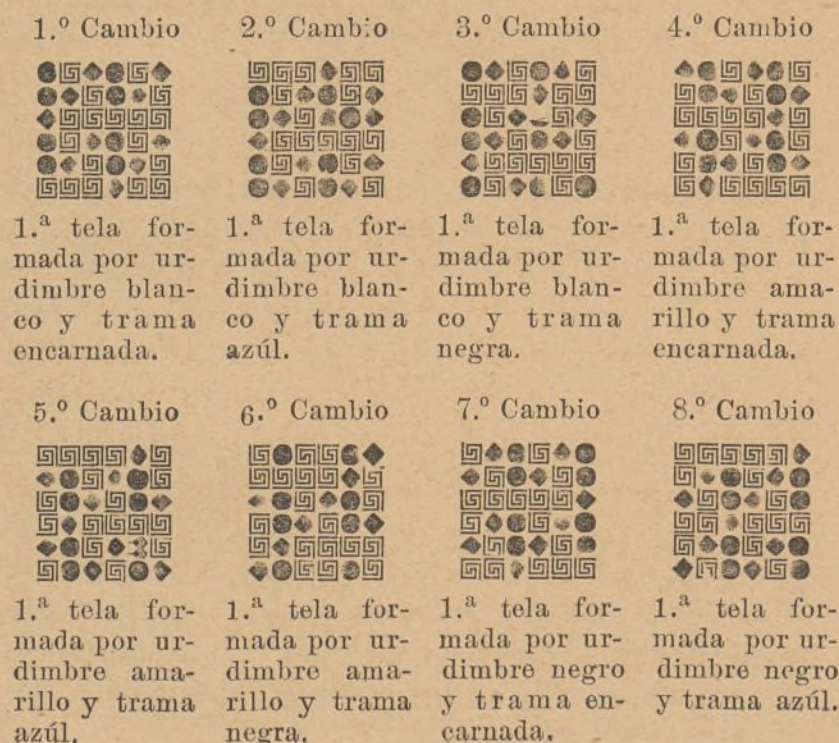 1.º Cambio
1.ª tela for-
mada por ur-
dimbre blan-
co y trama
encarnada.
2.º Cambio
1.ª tela for-
mada por ur-
dimbre blan-
co y trama
azúl.
3.º Cambio
1.ª tela for-
mada por ur-
dimbre blan-
co y trama
negra.
4.º Cambio
1.ª tela for-
mada por ur-
dimbre ama-
rillo y trama
encarnada.
5.º Cambio
1.ª tela for-
mada por ur-
dimbre ama-
rillo y trama
azúl.
6.º Cambio
1.ª tela for-
mada por ur-
dimbre ama-
rillo y trama
negra.
7.º Cambio
1.ª tela for-
mada por ur-
dimbre negro
y trama en-
carnada.
8.º Cambio
1.ª tela for-
mada por ur-
dimbre negro
y trama azúl.